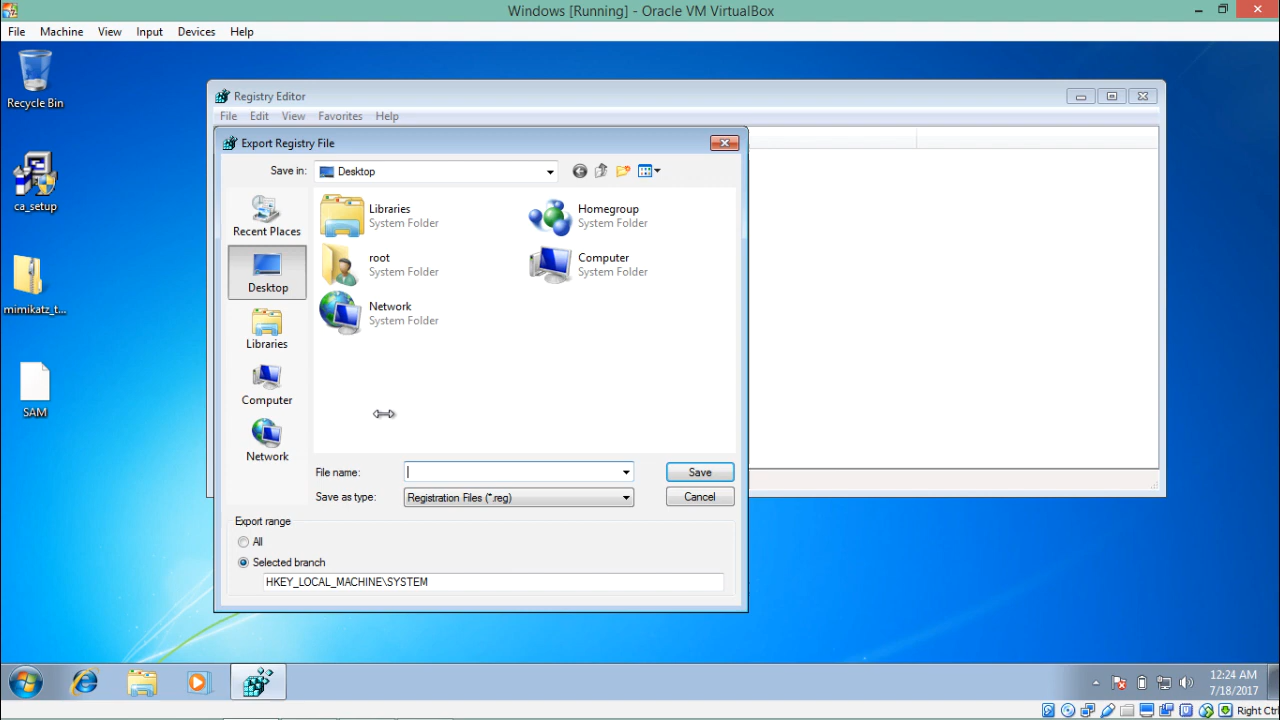 Windows [Running] - Oracle VM VirtualBox
File Machine View Input Devices Help
Recycle Bin
ca_setup
mimikatz_t...
SAM
Registry Editor
File Edit View Favorites Help
Export Registry File
Save in: Desktop
Recent Places
Desktop
Libraries
Computer
Network
Libraries
System Folder
Homegroup
System Folder
root
System Folder
Computer
System Folder
Network
System Folder
File name:
Save
Save as type: Registration Files (*.reg)
Cancel
Export range
All
Selected branch
HKEY_LOCAL_MACHINE\SYSTEM
12:24 AM
7/18/2017
Right Ctrl